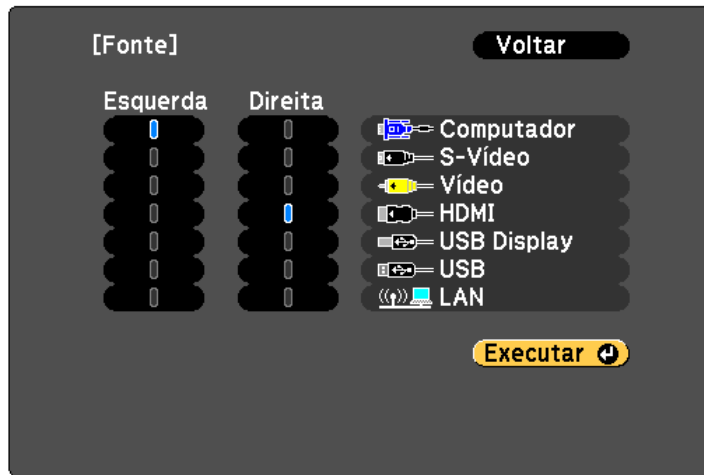 [Fonte] Voltar
Esquerda Direita
Computador
S-Vídeo
Vídeo
HDMI
USB Display
USB
LAN
Executar